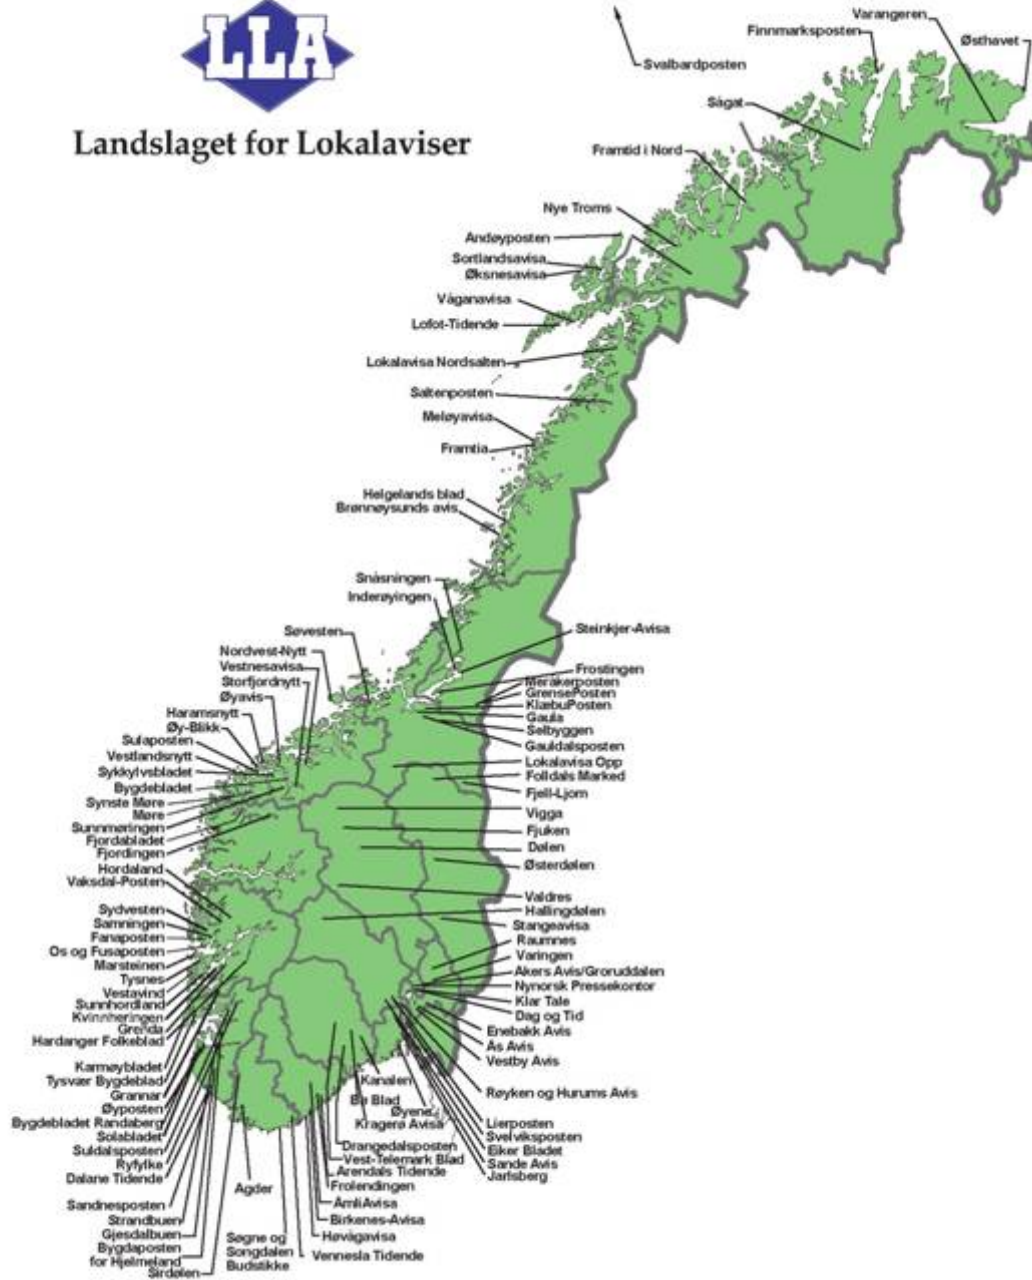 LLA
Landslaget for Lokalaviser
Varangeren
Finnmarksposten
Østhavet
Svalbardposten
Ságat
Framtid i Nord
Nye Troms
Andøyposten
Sortlandsavisa
Øksnesavisa
Våganavisa
Lofot-Tidende
Lokalavisa Nordsalten
Saltenposten
Meløyavisa
Framtia
Helgelands blad
Brønnøysunds avis
Snåsningen
Inderøyingen
Steinkjer-Avisa
Søvesten
Nordvest-Nytt
Vestnesavisa
Storfjordnytt
Øyavis
Haramsnytt
Øy-Blikk
Sulaposten
Vestlandsnytt
Sykkylvsbladet
Bygdebladet
Synste Møre
Møre
Sunnmøringen
Fjordabladet
Fjordingen
Hordaland
Vaksdal-Posten
Sydvesten
Samningen
Fanaposten
Os og Fusaposten
Marsteinen
Tysnes
Vestavind
Sunnhordland
Kvinnheringen
Grenda
Hardanger Folkeblad
Karmøybladet
Tysvær Bygdeblad
Grannar
Øyposten
Bygdebladet Randaberg
Solabladet
Suldalsposten
Ryfylke
Dalane Tidende
Sandnesposten
Strandbuen
Gjesdalbuen
Bygdaposten
for Hjelmeland
Sirdølen
Frostingen
Meråkerposten
GrensePosten
KlæbuPosten
Gaula
Selbyggen
Gauldalsposten
Lokalavisa Opp
Folldals Marked
Fjell-Ljom
Vigga
Fjuken
Dølen
Østerdølen
Valdres
Hallingdølen
Stangeavisa
Raumnes
Varingen
Akers Avis/Groruddalen
Nynorsk Pressekontor
Klar Tale
Dag og Tid
Enebakk Avis
Ås Avis
Vestby Avis
Røyken og Hurums Avis
Lierposten
Svelviksposten
Eiker Bladet
Sande Avis
Jarlsberg
Kanalen
Bø Blad
Øyene
Kragerø Avisa
Drangedalsposten
Vest-Telemark Blad
Arendals Tidende
Frolendingen
ÅmliAvisa
Birkenes-Avisa
Høvågavisa
Vennesla Tidende
Agder
Søgne og
Songdalen
Budstikke